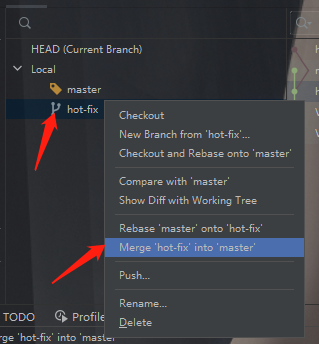 HEAD (Current Branch)
Local
master
hot-fix
Checkout
New Branch from 'hot-fix'...
Checkout and Rebase onto 'master'
Compare with 'master'
Show Diff with Working Tree
Rebase 'master' onto 'hot-fix'
Merge 'hot-fix' into 'master'
Push...
Rename...
Delete
TODO
Profile
rge 'hot-fix' into 'master'